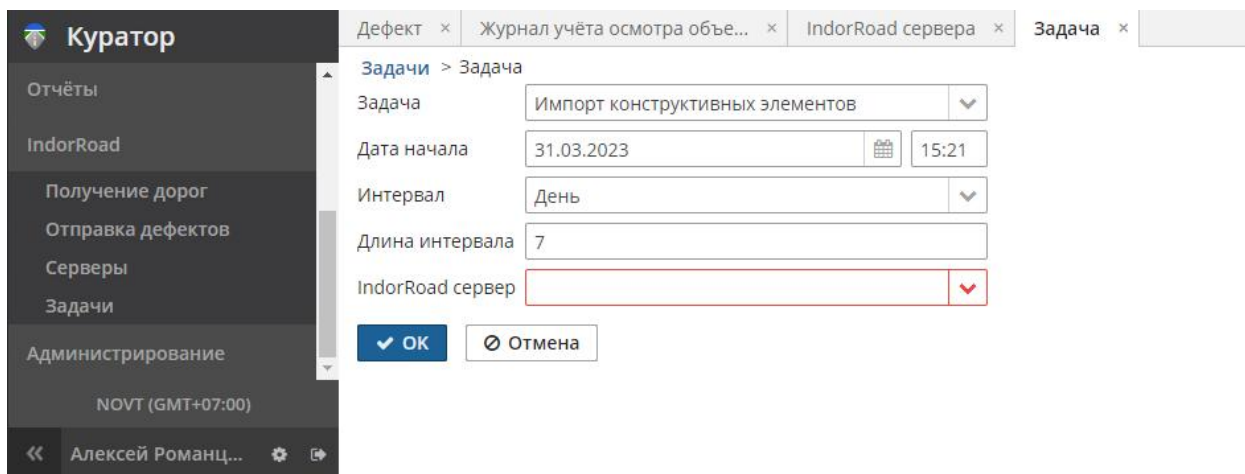 Куратор
Отчёты
IndorRoad
Получение дорог
Отправка дефектов
Серверы
Задачи
Администрирование
NOVT (GMT+07:00)
Алексей Романц...
Дефект × Журнал учёта осмотра объе... × IndorRoad сервера × Задача ×
Задачи > Задача
Задача Импорт конструктивных элементов
Дата начала 31.03.2023 15:21
Интервал День
Длина интервала 7
IndorRoad сервер
OK Отмена